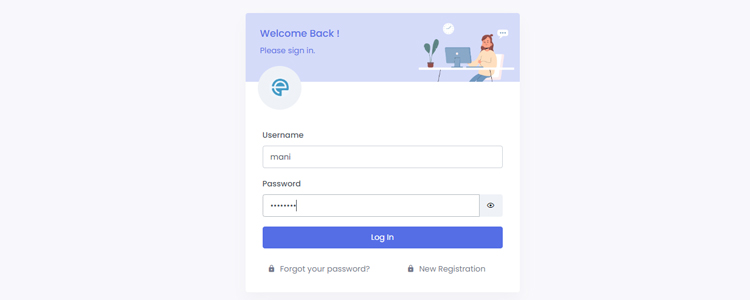 Welcome Back !
Please sign in.
Username
mani
Password
••••••••
Log In
Forgot your password?
New Registration